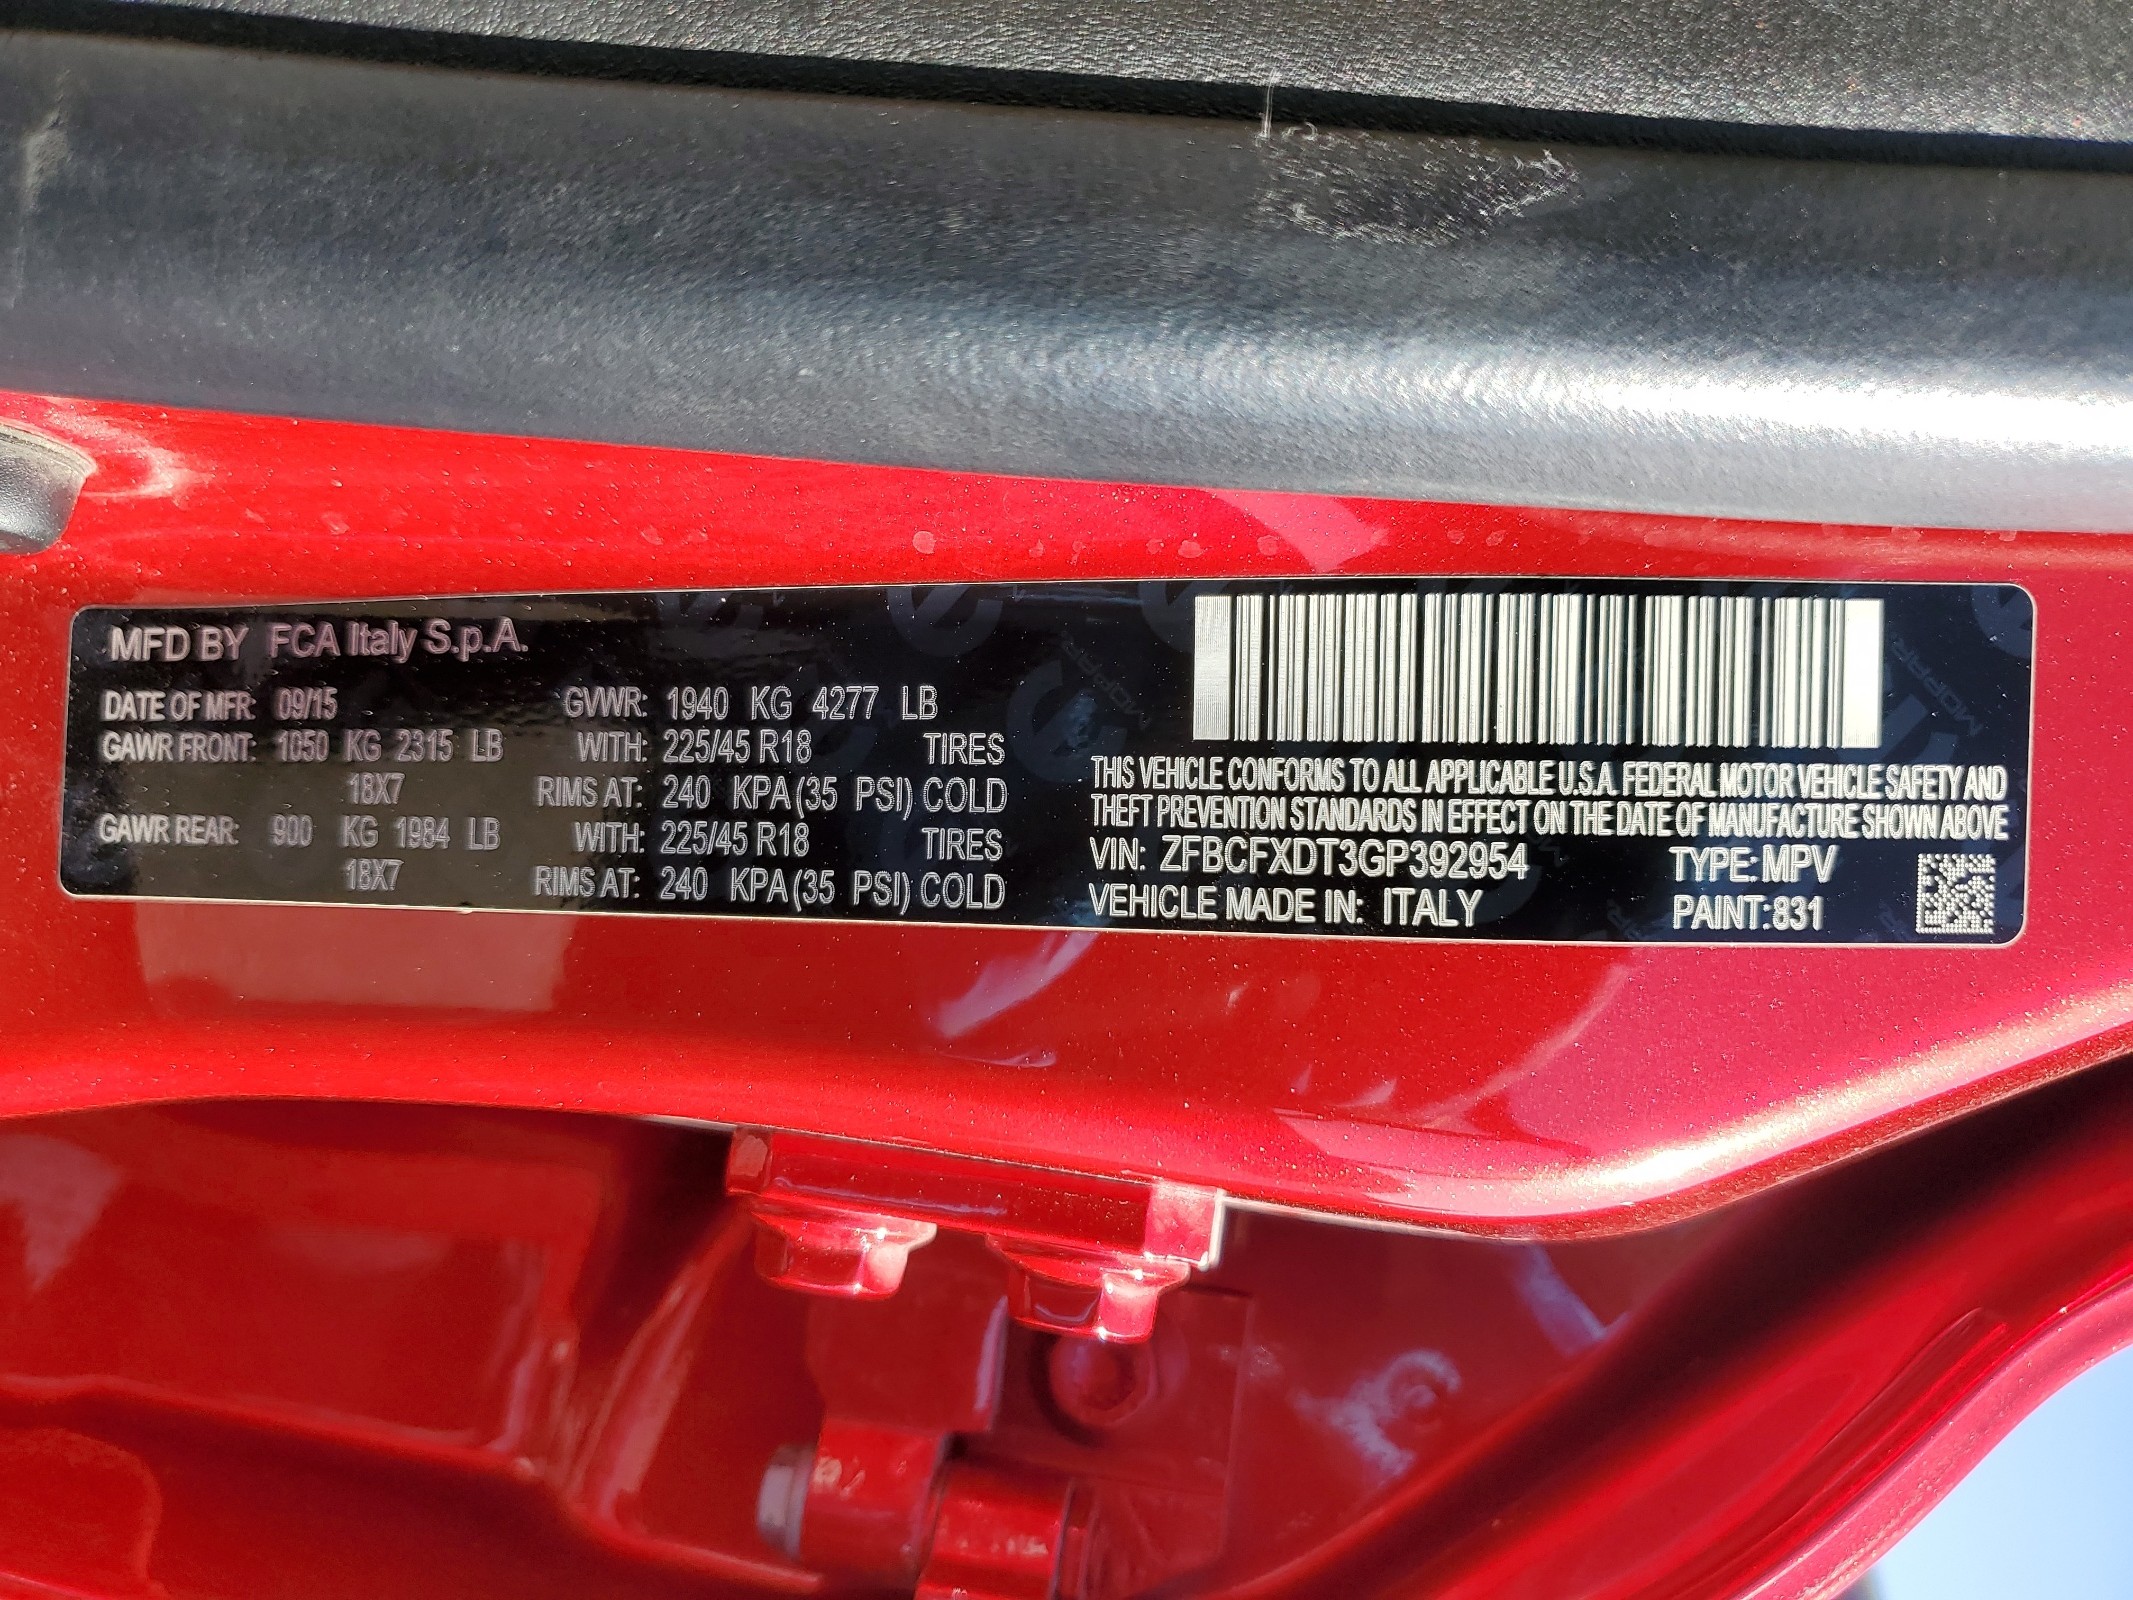 MFD BY FCA Italy S.p.A.
DATE OF MFR: 09/15 GVWR: 1940 KG 4277 LB
GAWR FRONT: 1050 KG 2315 LB WITH: 225/45 R18 TIRES
18X7 RIMS AT: 240 KPA (35 PSI) COLD
GAWR REAR: 900 KG 1984 LB WITH: 225/45 R18 TIRES
18X7 RIMS AT: 240 KPA (35 PSI) COLD
THIS VEHICLE CONFORMS TO ALL APPLICABLE U.S.A. FEDERAL MOTOR VEHICLE SAFETY AND
THEFT PREVENTION STANDARDS IN EFFECT ON THE DATE OF MANUFACTURE SHOWN ABOVE
VIN: ZFBCFXDT3GP392954 TYPE: MPV
VEHICLE MADE IN: ITALY PAINT: 831
MOPAR